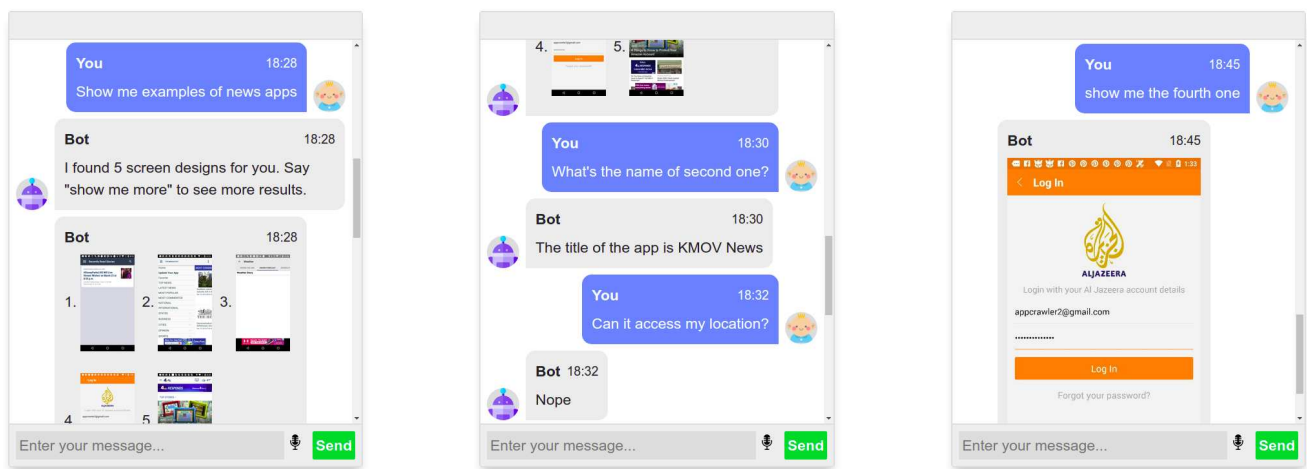 You 18:28
Show me examples of news apps
Bot 18:28
I found 5 screen designs for you. Say
"show me more" to see more results.
Bot 18:28
1. 2. 3.
Log In
4 5
Enter your message... Send
4. 5.
You 18:30
What's the name of second one?
Bot 18:30
The title of the app is KMOV News
You 18:32
Can it access my location?
Bot 18:32
Nope
Enter your message... Send
You 18:45
show me the fourth one
Bot 18:45
1:33
< Log In
ALJAZEERA
Login with your Al Jazeera account details
appcrawler2@gmail.com
••••••••••••••
Log In
Forgot your password?
Enter your message... Send